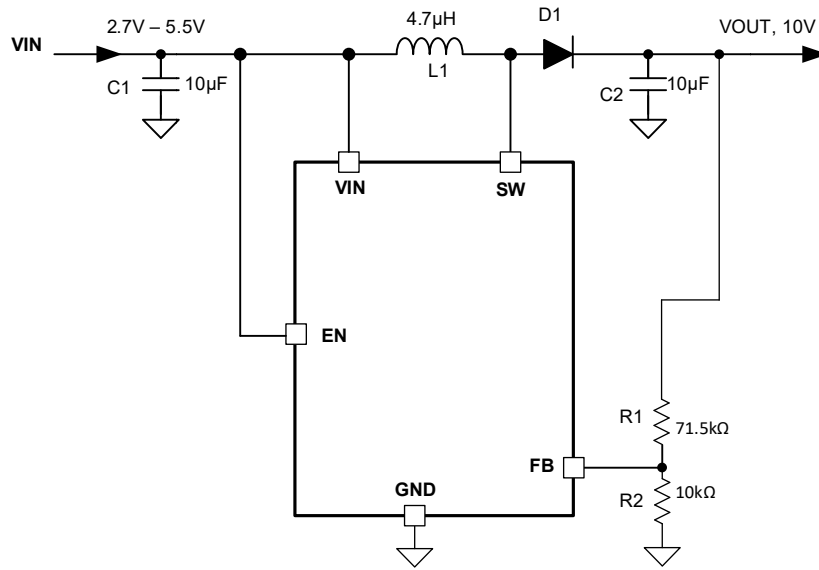 4.7µH
D1
VIN
2.7V – 5.5V
VOUT, 10V
L1
C1
10µF
C2
10µF
VIN
SW
EN
R1
71.5kΩ
FB
GND
R2
10kΩ